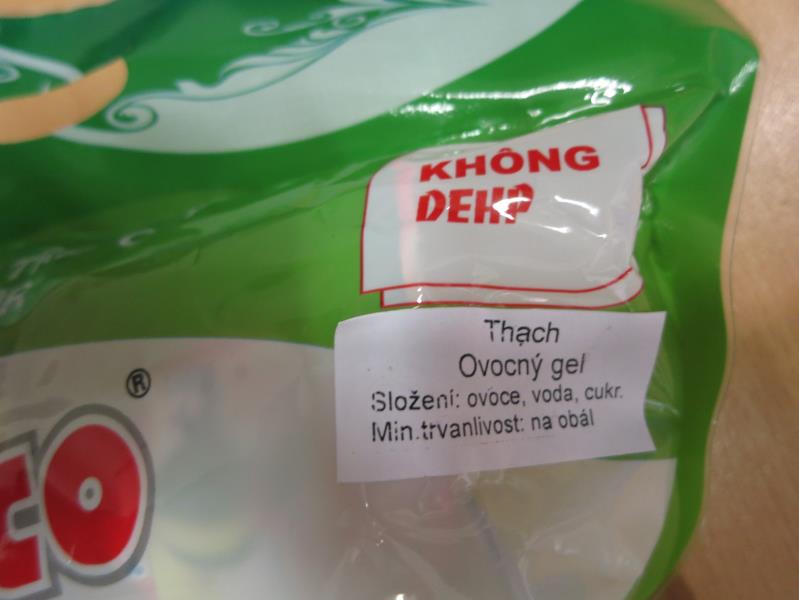 KHÔNG
DEHP
Thạch
Ovocný gel
Složení: ovoce, voda, cukr.
Min.trvanlivost: na obál
®